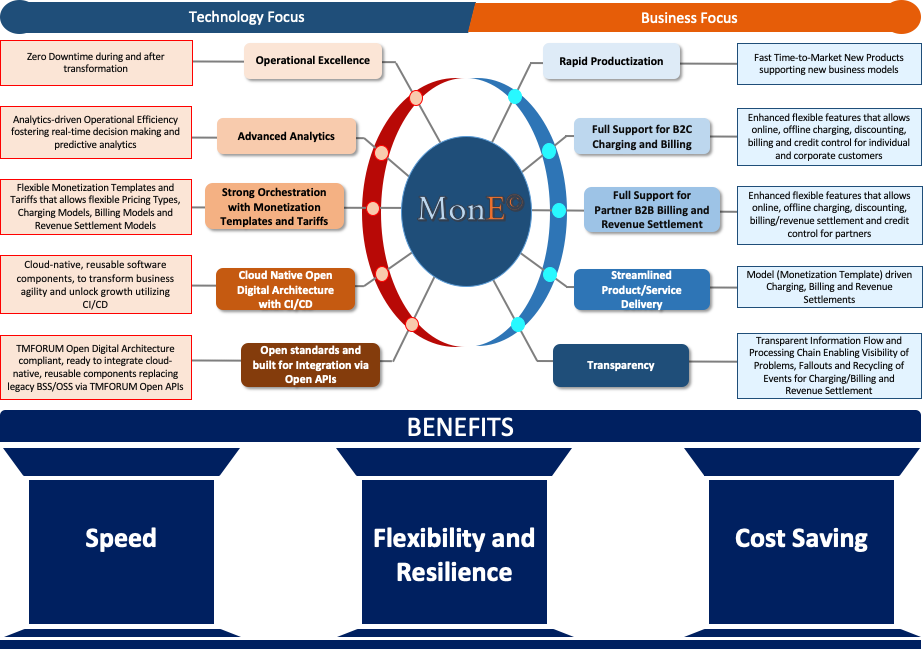 Technology Focus
Business Focus
Zero Downtime during and after
transformation
Operational Excellence
Analytics-driven Operational Efficiency
fostering real-time decision making and
predictive analytics
Advanced Analytics
Flexible Monetization Templates and
Tariffs that allows flexible Pricing Types,
Charging Models, Billing Models and
Revenue Settlement Models
Strong Orchestration
with Monetization
Templates and Tariffs
Cloud-native, reusable software
components, to transform business
agility and unlock growth utilizing
CI/CD
Cloud Native Open
Digital Architecture
with CI/CD
TMFORUM Open Digital Architecture
compliant, ready to integrate cloud-
native, reusable components replacing
legacy BSS/OSS via TMFORUM Open APIs
Open standards and
built for Integration via
Open APIs
MonE©
Rapid Productization
Fast Time-to-Market New Products
supporting new business models
Full Support for B2C
Charging and Billing
Enhanced flexible features that allows
online, offline charging, discounting,
billing and credit control for individual
and corporate customers
Full Support for
Partner B2B Billing and
Revenue Settlement
Enhanced flexible features that allows
online, offline charging, discounting,
billing/revenue settlement and credit
control for partners
Streamlined
Product/Service
Delivery
Model (Monetization Template) driven
Charging, Billing and Revenue
Settlements
Transparency
Transparent Information Flow and
Processing Chain Enabling Visibility of
Problems, Fallouts and Recycling of
Events for Charging/Billing and
Revenue Settlement
BENEFITS
Speed
Flexibility and
Resilience
Cost Saving